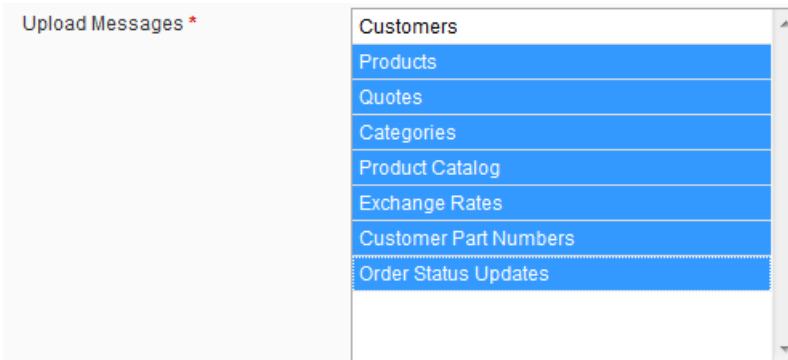 Upload Messages *
Customers
Products
Quotes
Categories
Product Catalog
Exchange Rates
Customer Part Numbers
Order Status Updates